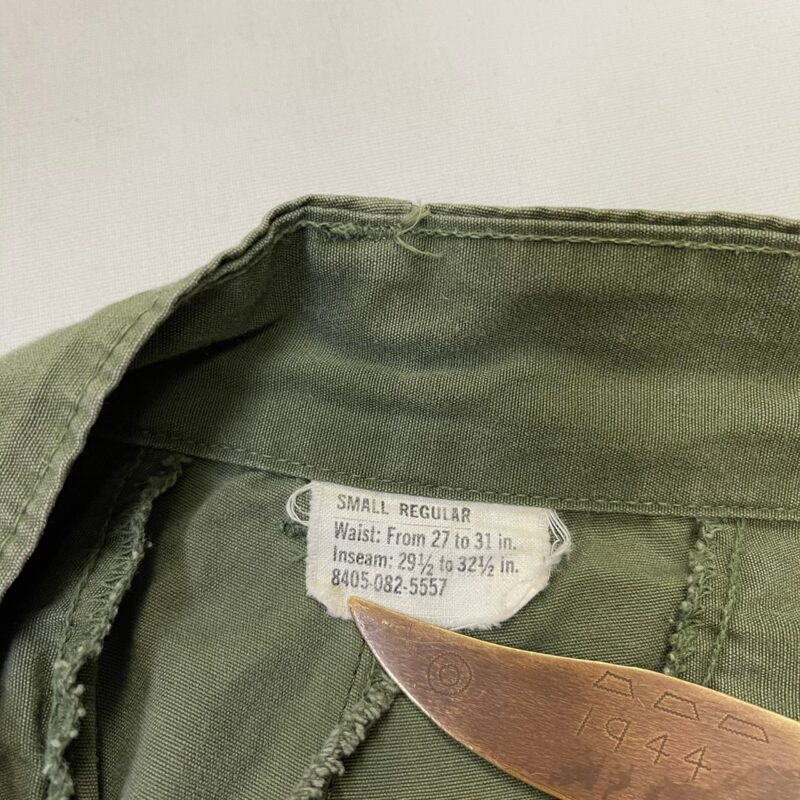 SMALL REGULAR
Waist: From 27 to 31 in.
Inseam: 29½ to 32½ in.
8405-082-5557
1944